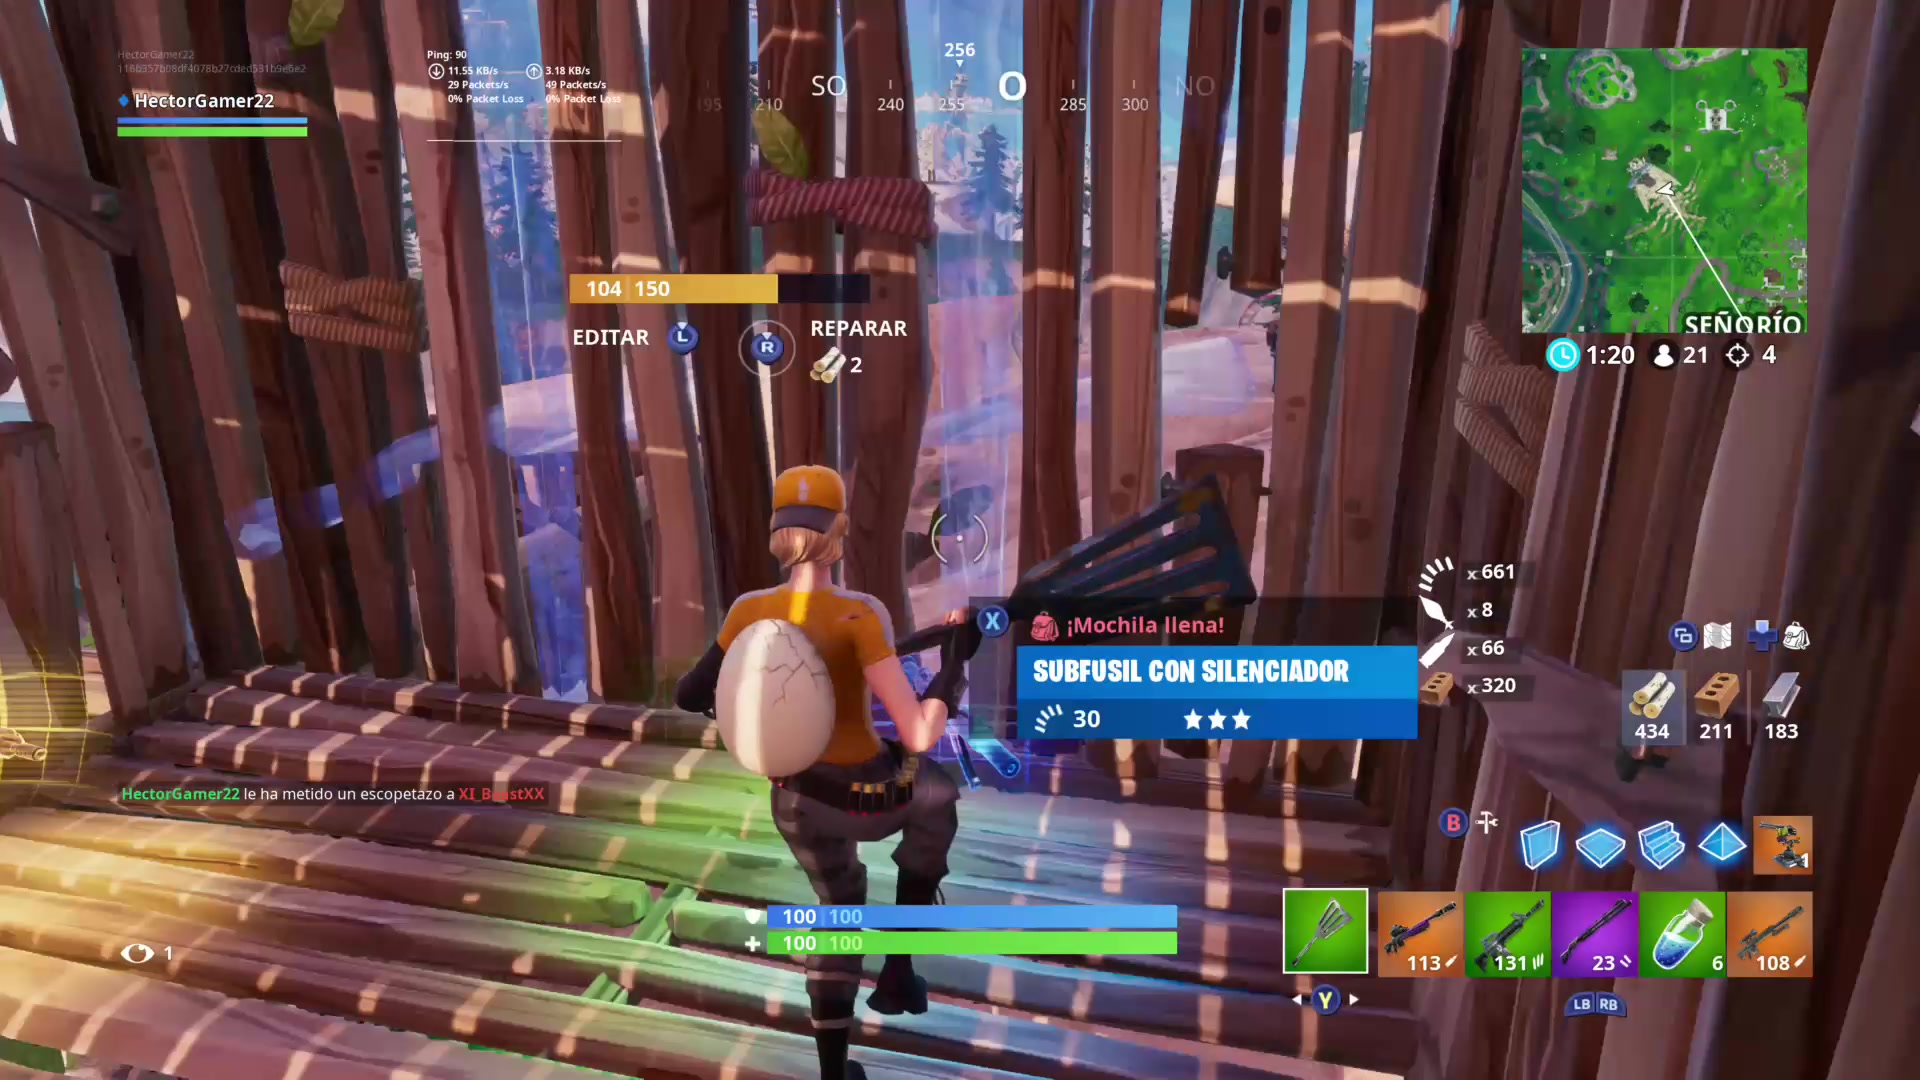 HectorGamer22
HectorGamer22
Ping: 90
11.55 KB/s 3.18 KB/s
29 Packets/s 49 Packets/s
0% Packet Loss 0% Packet Loss
256
195 210 SO 240 255 O 285 300 NO
SEÑORÍO
1:20 21 4
104 150
EDITAR L R REPARAR
2
x 661
x 8
x 66
x 320
X ¡Mochila llena!
SUBFUSIL CON SILENCIADOR
30
434 211 183
HectorGamer22 le ha metido un escopetazo a
B
1
100 100
100 100
113 131 23 6 108
Y
LB RB